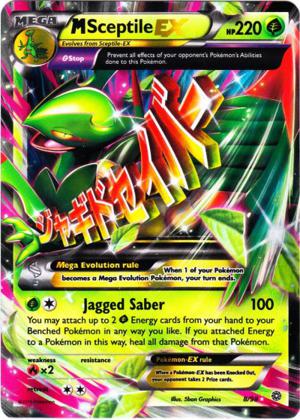 MEGA
M Sceptile EX HP220
Evolves from Sceptile-EX
θStop Prevent all effects of your opponent's Pokémon's Abilities
done to this Pokémon.
ジャギドセイバー
Mega Evolution rule When 1 of your Pokémon
becomes a Mega Evolution Pokémon, your turn ends.
Jagged Saber 100
You may attach up to 2 Energy cards from your hand to your
Benched Pokémon in any way you like. If you attached Energy
to a Pokémon in this way, heal all damage from that Pokémon.
weakness resistance Pokémon-EX rule
×2 When a Pokémon-EX has been Knocked Out,
your opponent takes 2 Prize cards.
retreat
Illus. 5ban Graphics 8/98